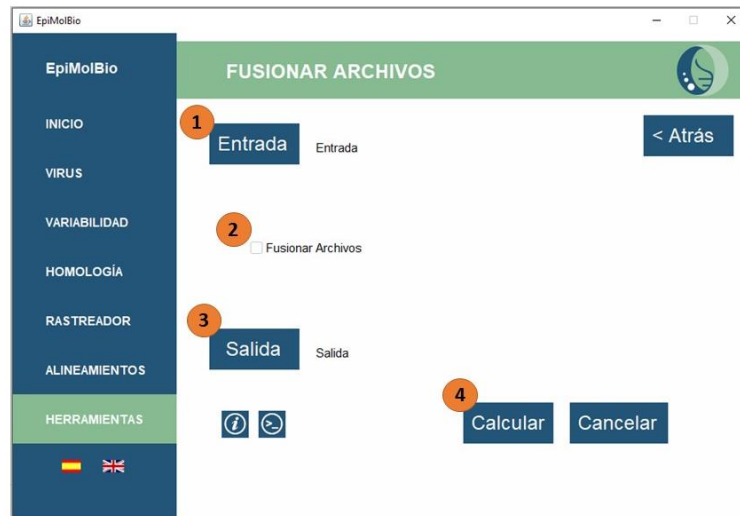 EpiMolBio
EpiMolBio
FUSIONAR ARCHIVOS
INICIO
VIRUS
VARIABILIDAD
HOMOLOGÍA
RASTREADOR
ALINEAMIENTOS
HERRAMIENTAS
1
Entrada Entrada
< Atrás
2
Fusionar Archivos
3
Salida Salida
4
Calcular Cancelar